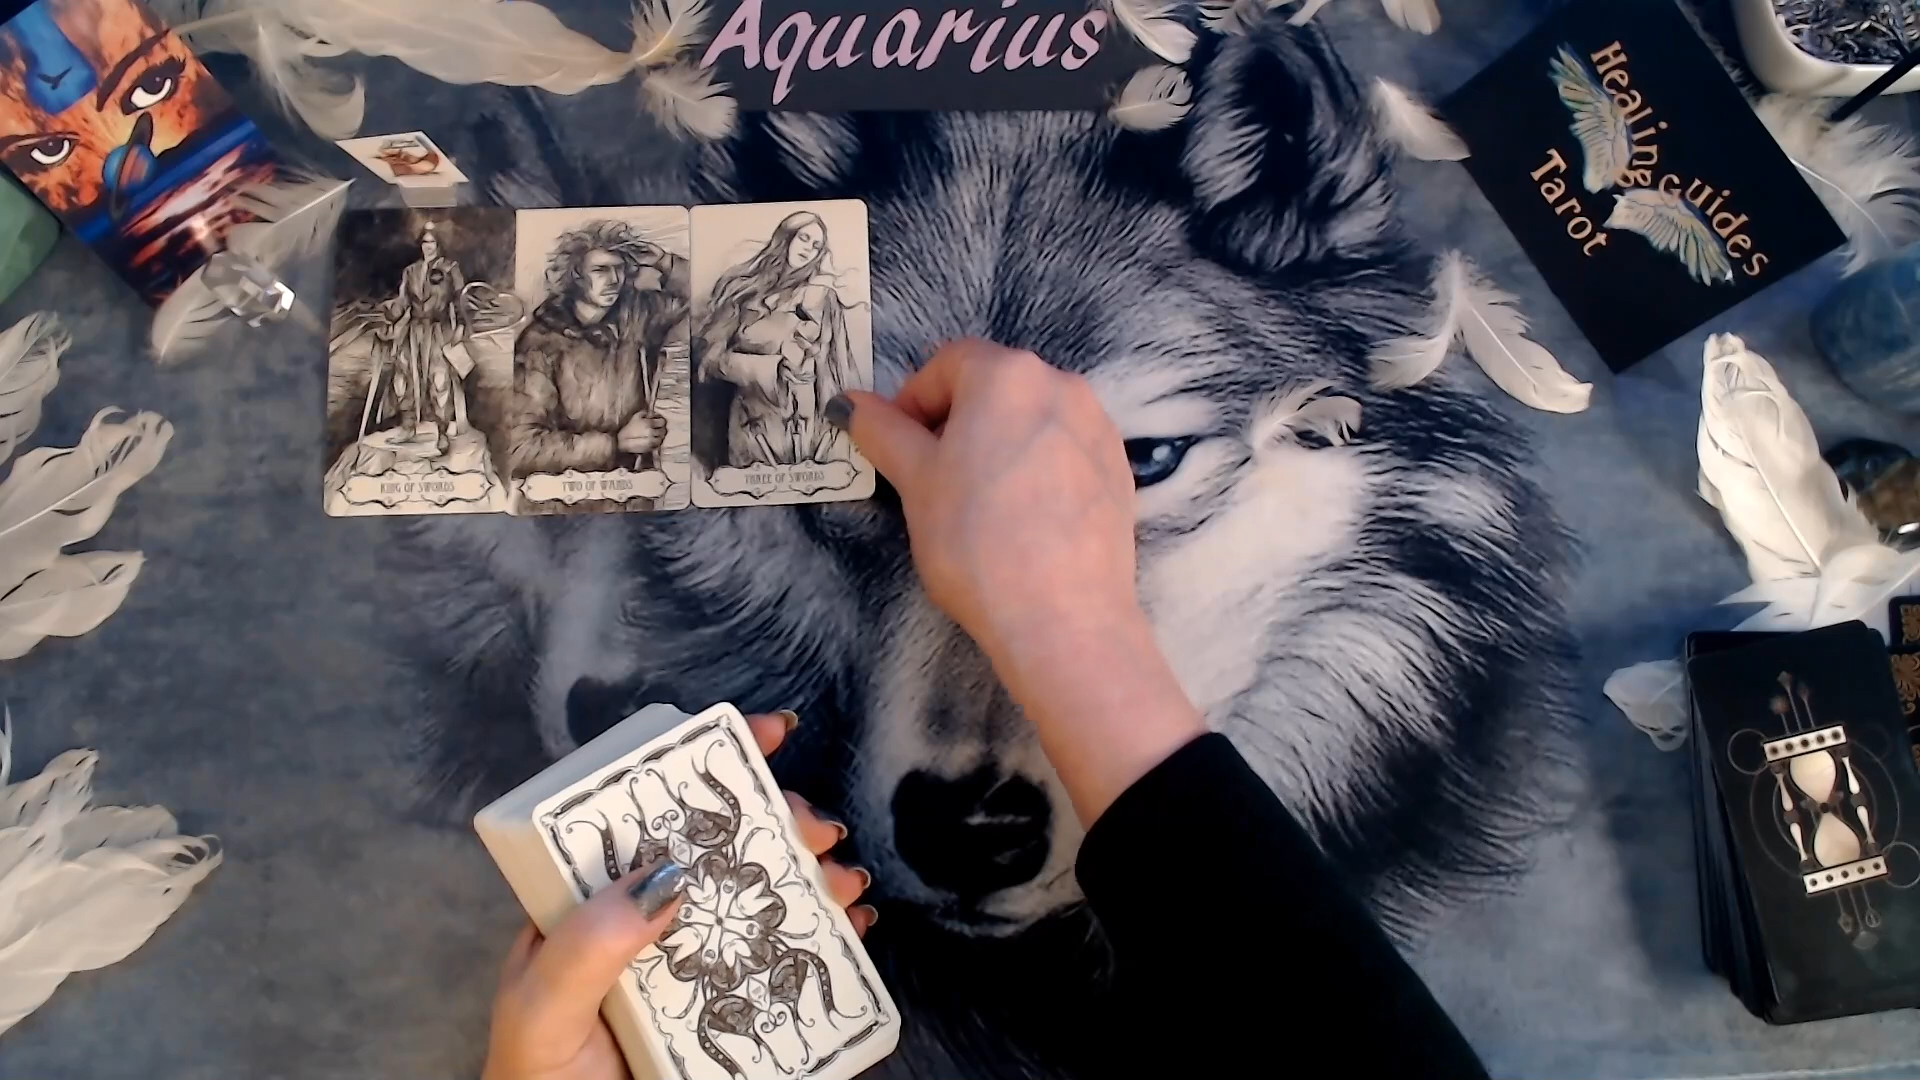 Aquarius
Healing
Guides
Tarot
KING OF SWORDS
TWO OF WANDS
THREE OF SWORDS